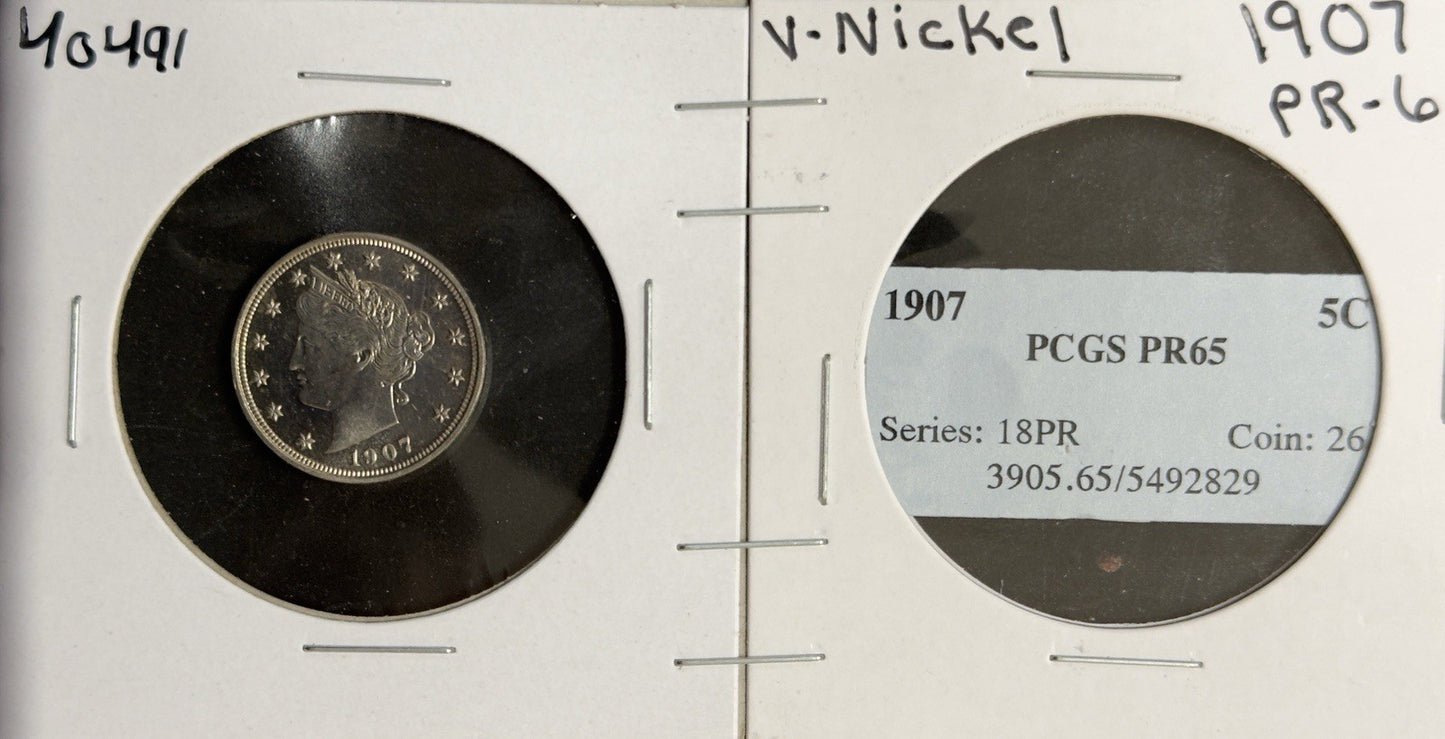 40491
V-Nickel 1907
PR-6
LIBERTY
1907
1907 5C
PCGS PR65
Series: 18PR Coin: 26
3905.65/5492829